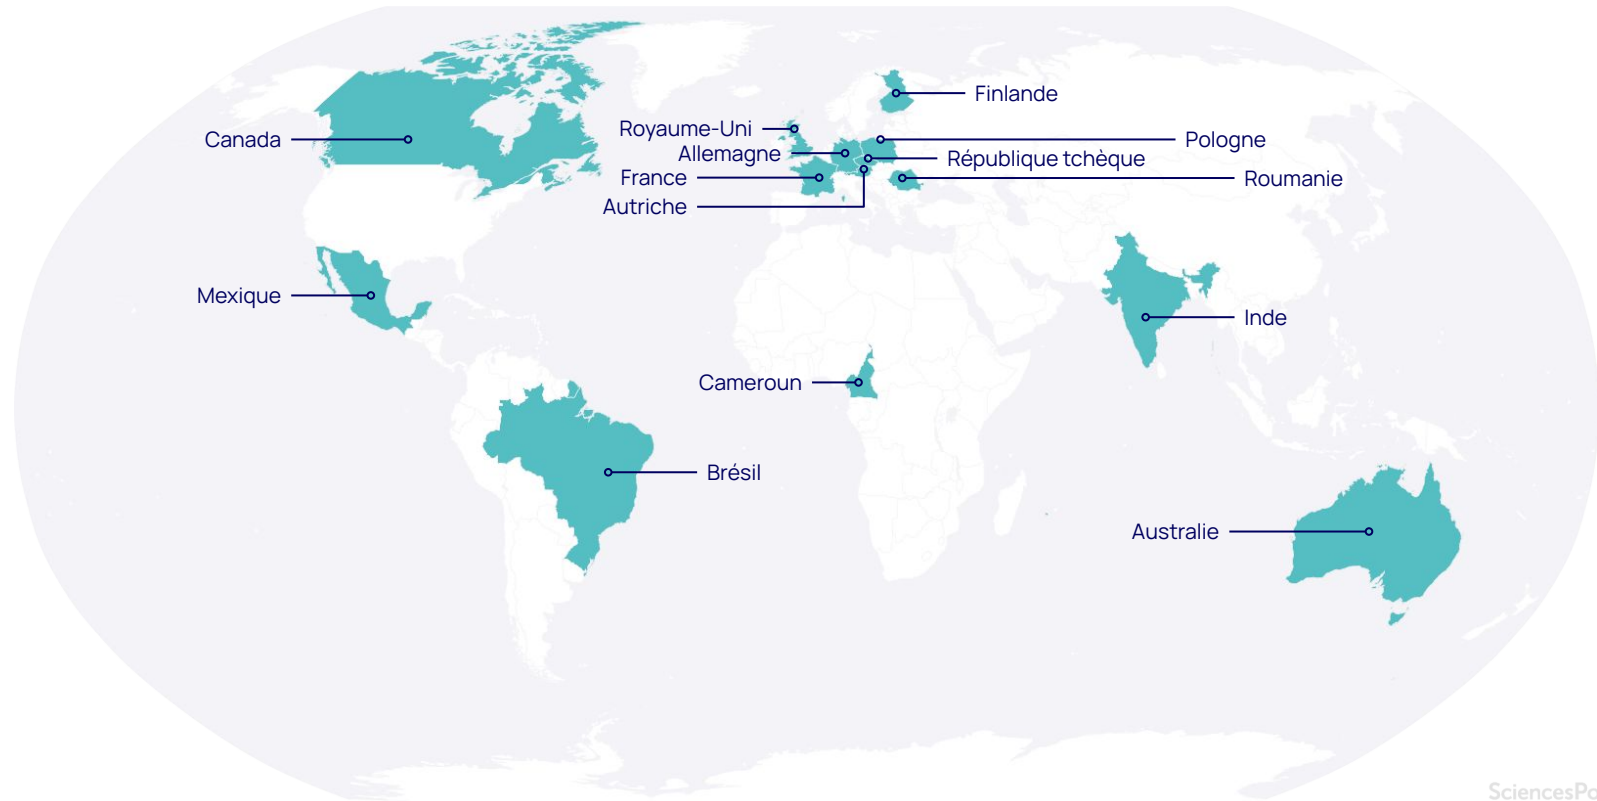 Finlande
Royaume-Uni
Canada
Pologne
Allemagne
République tchèque
France
Roumanie
Autriche
Mexique
Inde
Cameroun
Brésil
Australie
SciencesPo